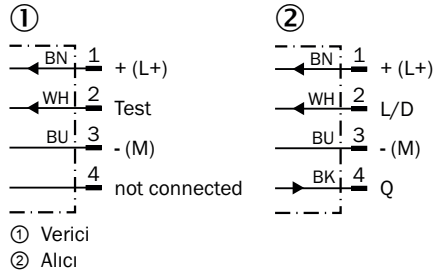 ① ②
BN 1 + (L+)
WH 2 Test
BU 3 - (M)
4 not connected
BN 1 + (L+)
WH 2 L/D
BU 3 - (M)
BK 4 Q
① Verici
② Alıcı